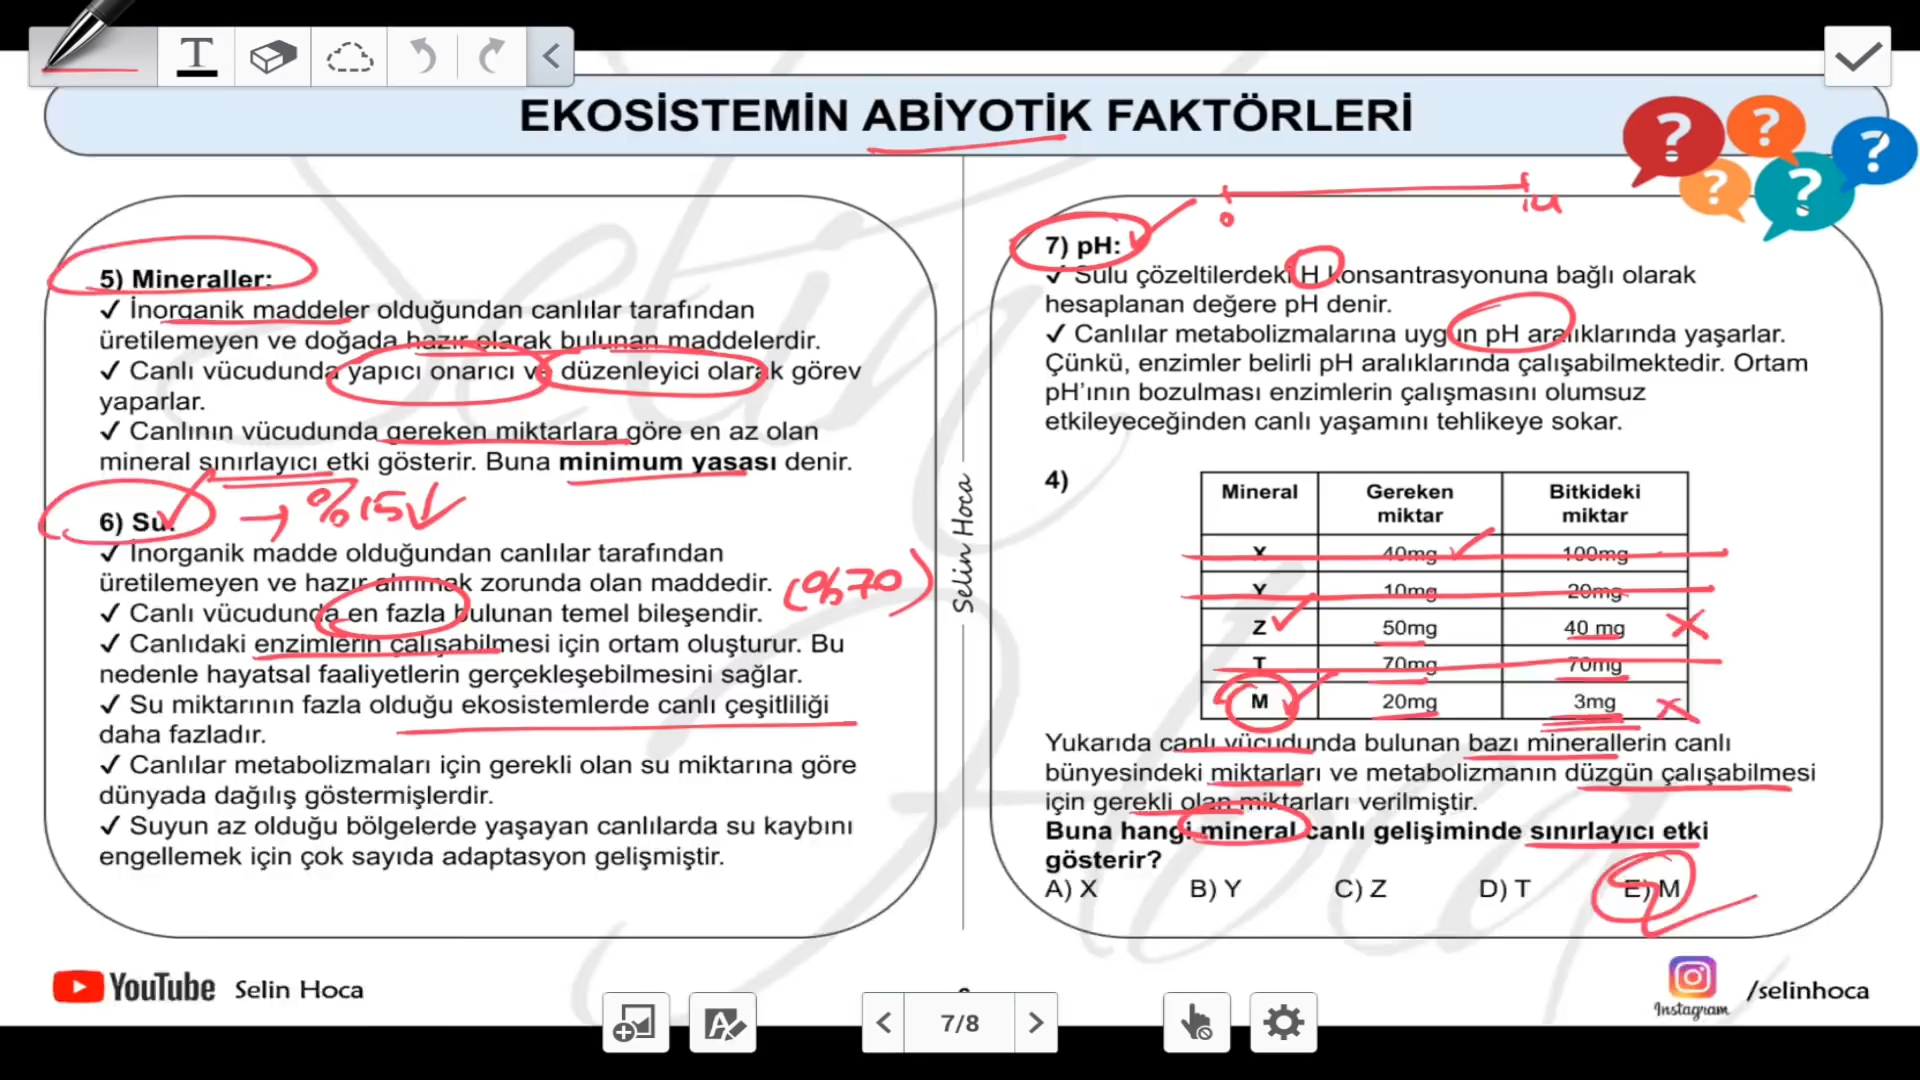 EKOSİSTEMİN ABİYOTİK FAKTÖRLERİ
5) Mineraller:
✓ İnorganik maddeler olduğundan canlılar tarafından
üretilemeyen ve doğada hazır olarak bulunan maddelerdir.
✓ Canlı vücudunda yapıcı onarıcı ve düzenleyici olarak görev
yaparlar.
✓ Canlının vücudunda gereken miktarlara göre en az olan
mineral sınırlayıcı etki gösterir. Buna minimum yasası denir.
6) Su:
→ %15↓
✓ İnorganik madde olduğundan canlılar tarafından
üretilemeyen ve hazır alınmak zorunda olan maddedir.
✓ Canlı vücudunda en fazla bulunan temel bileşendir. (%70)
✓ Canlıdaki enzimlerin çalışabilmesi için ortam oluşturur. Bu
nedenle hayatsal faaliyetlerin gerçekleşebilmesini sağlar.
✓ Su miktarının fazla olduğu ekosistemlerde canlı çeşitliliği
daha fazladır.
✓ Canlılar metabolizmaları için gerekli olan su miktarına göre
dünyada dağılış göstermişlerdir.
✓ Suyun az olduğu bölgelerde yaşayan canlılarda su kaybını
engellemek için çok sayıda adaptasyon gelişmiştir.
Selin Hoca
0 14
7) pH:
✓ Sulu çözeltilerdeki H konsantrasyonuna bağlı olarak
hesaplanan değere pH denir.
✓ Canlılar metabolizmalarına uygun pH aralıklarında yaşarlar.
Çünkü, enzimler belirli pH aralıklarında çalışabilmektedir. Ortam
pH'ının bozulması enzimlerin çalışmasını olumsuz
etkileyeceğinden canlı yaşamını tehlikeye sokar.
4)
Mineral Gereken miktar Bitkideki miktar
X 40mg 100mg
Y 10mg 20mg
Z 50mg 40 mg
T 70mg 70mg
M 20mg 3mg
Yukarıda canlı vücudunda bulunan bazı minerallerin canlı
bünyesindeki miktarları ve metabolizmanın düzgün çalışabilmesi
için gerekli olan miktarları verilmiştir.
Buna hangi mineral canlı gelişiminde sınırlayıcı etki
gösterir?
A) X B) Y C) Z D) T E) M
YouTube Selin Hoca
Instagram /selinhoca
7/8